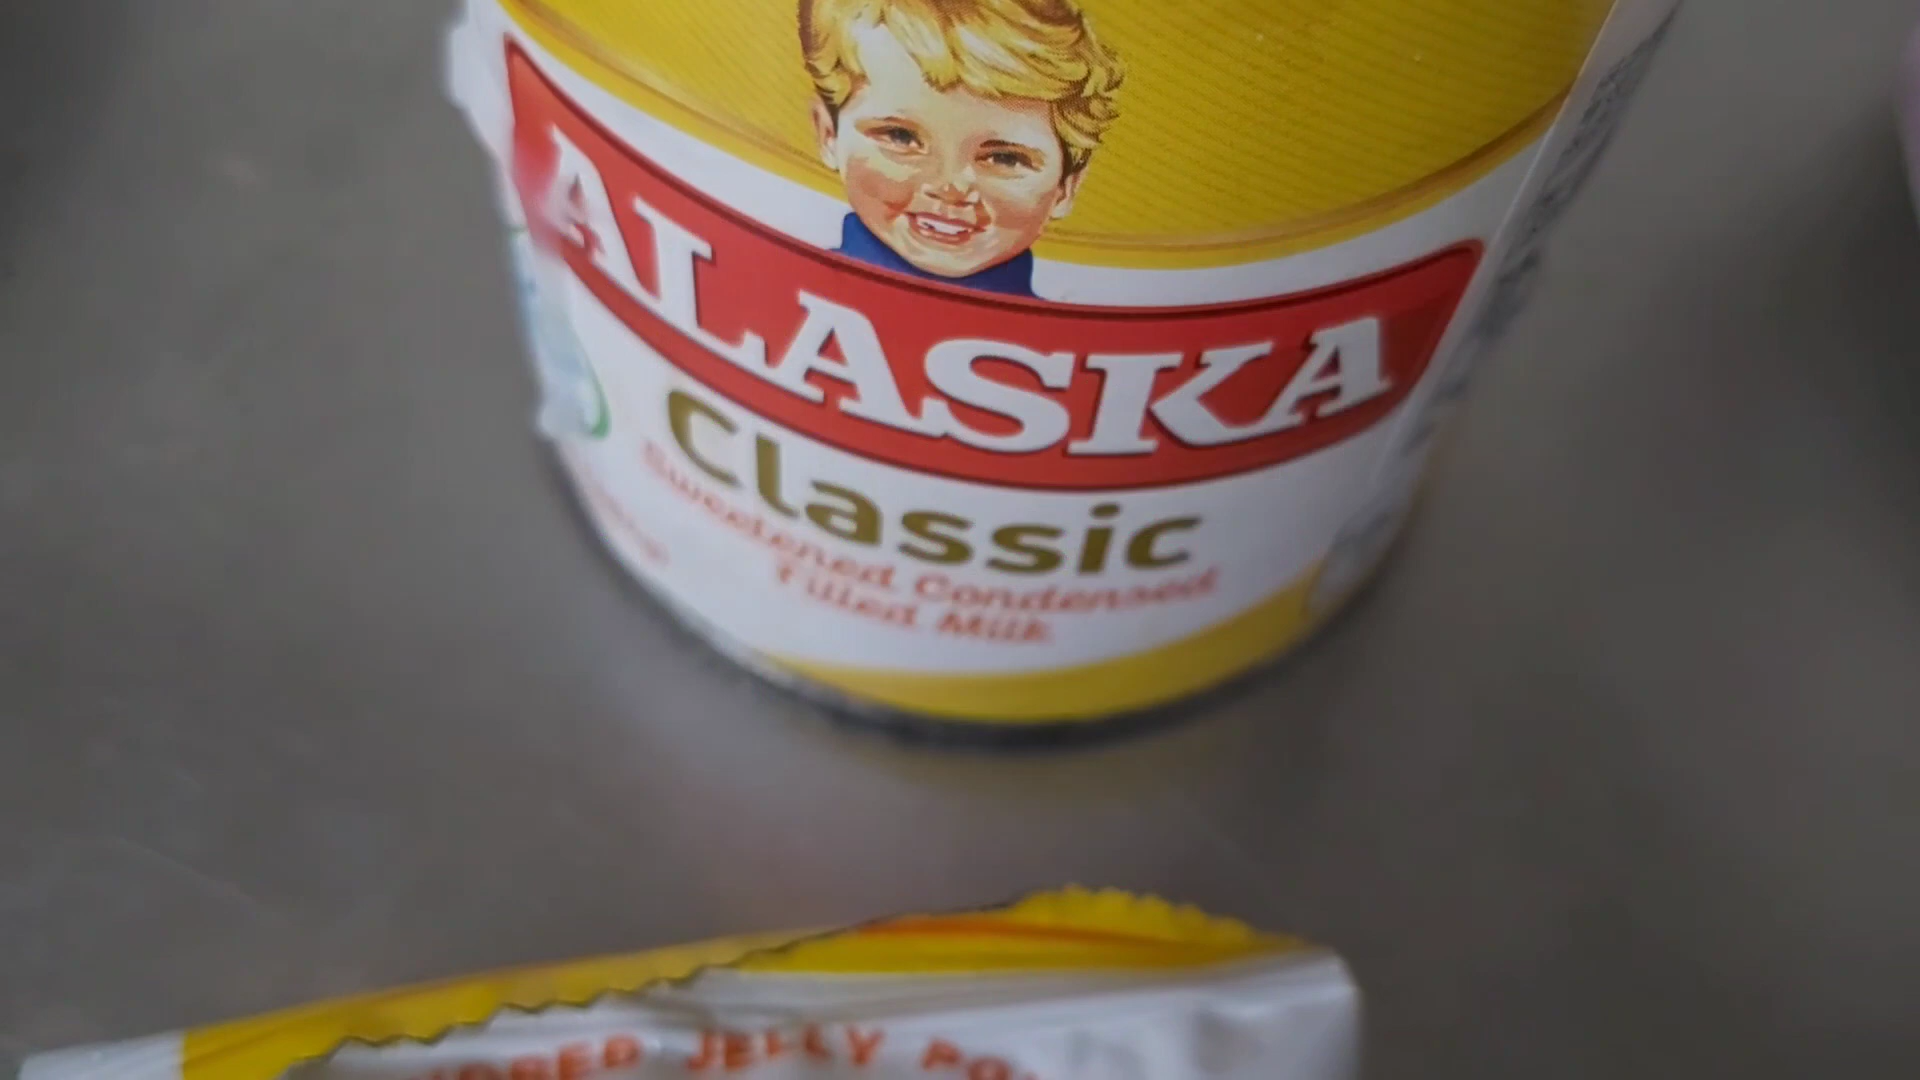 ALASKA
Classic
Sweetened Condensed
Filled Milk
JELLY